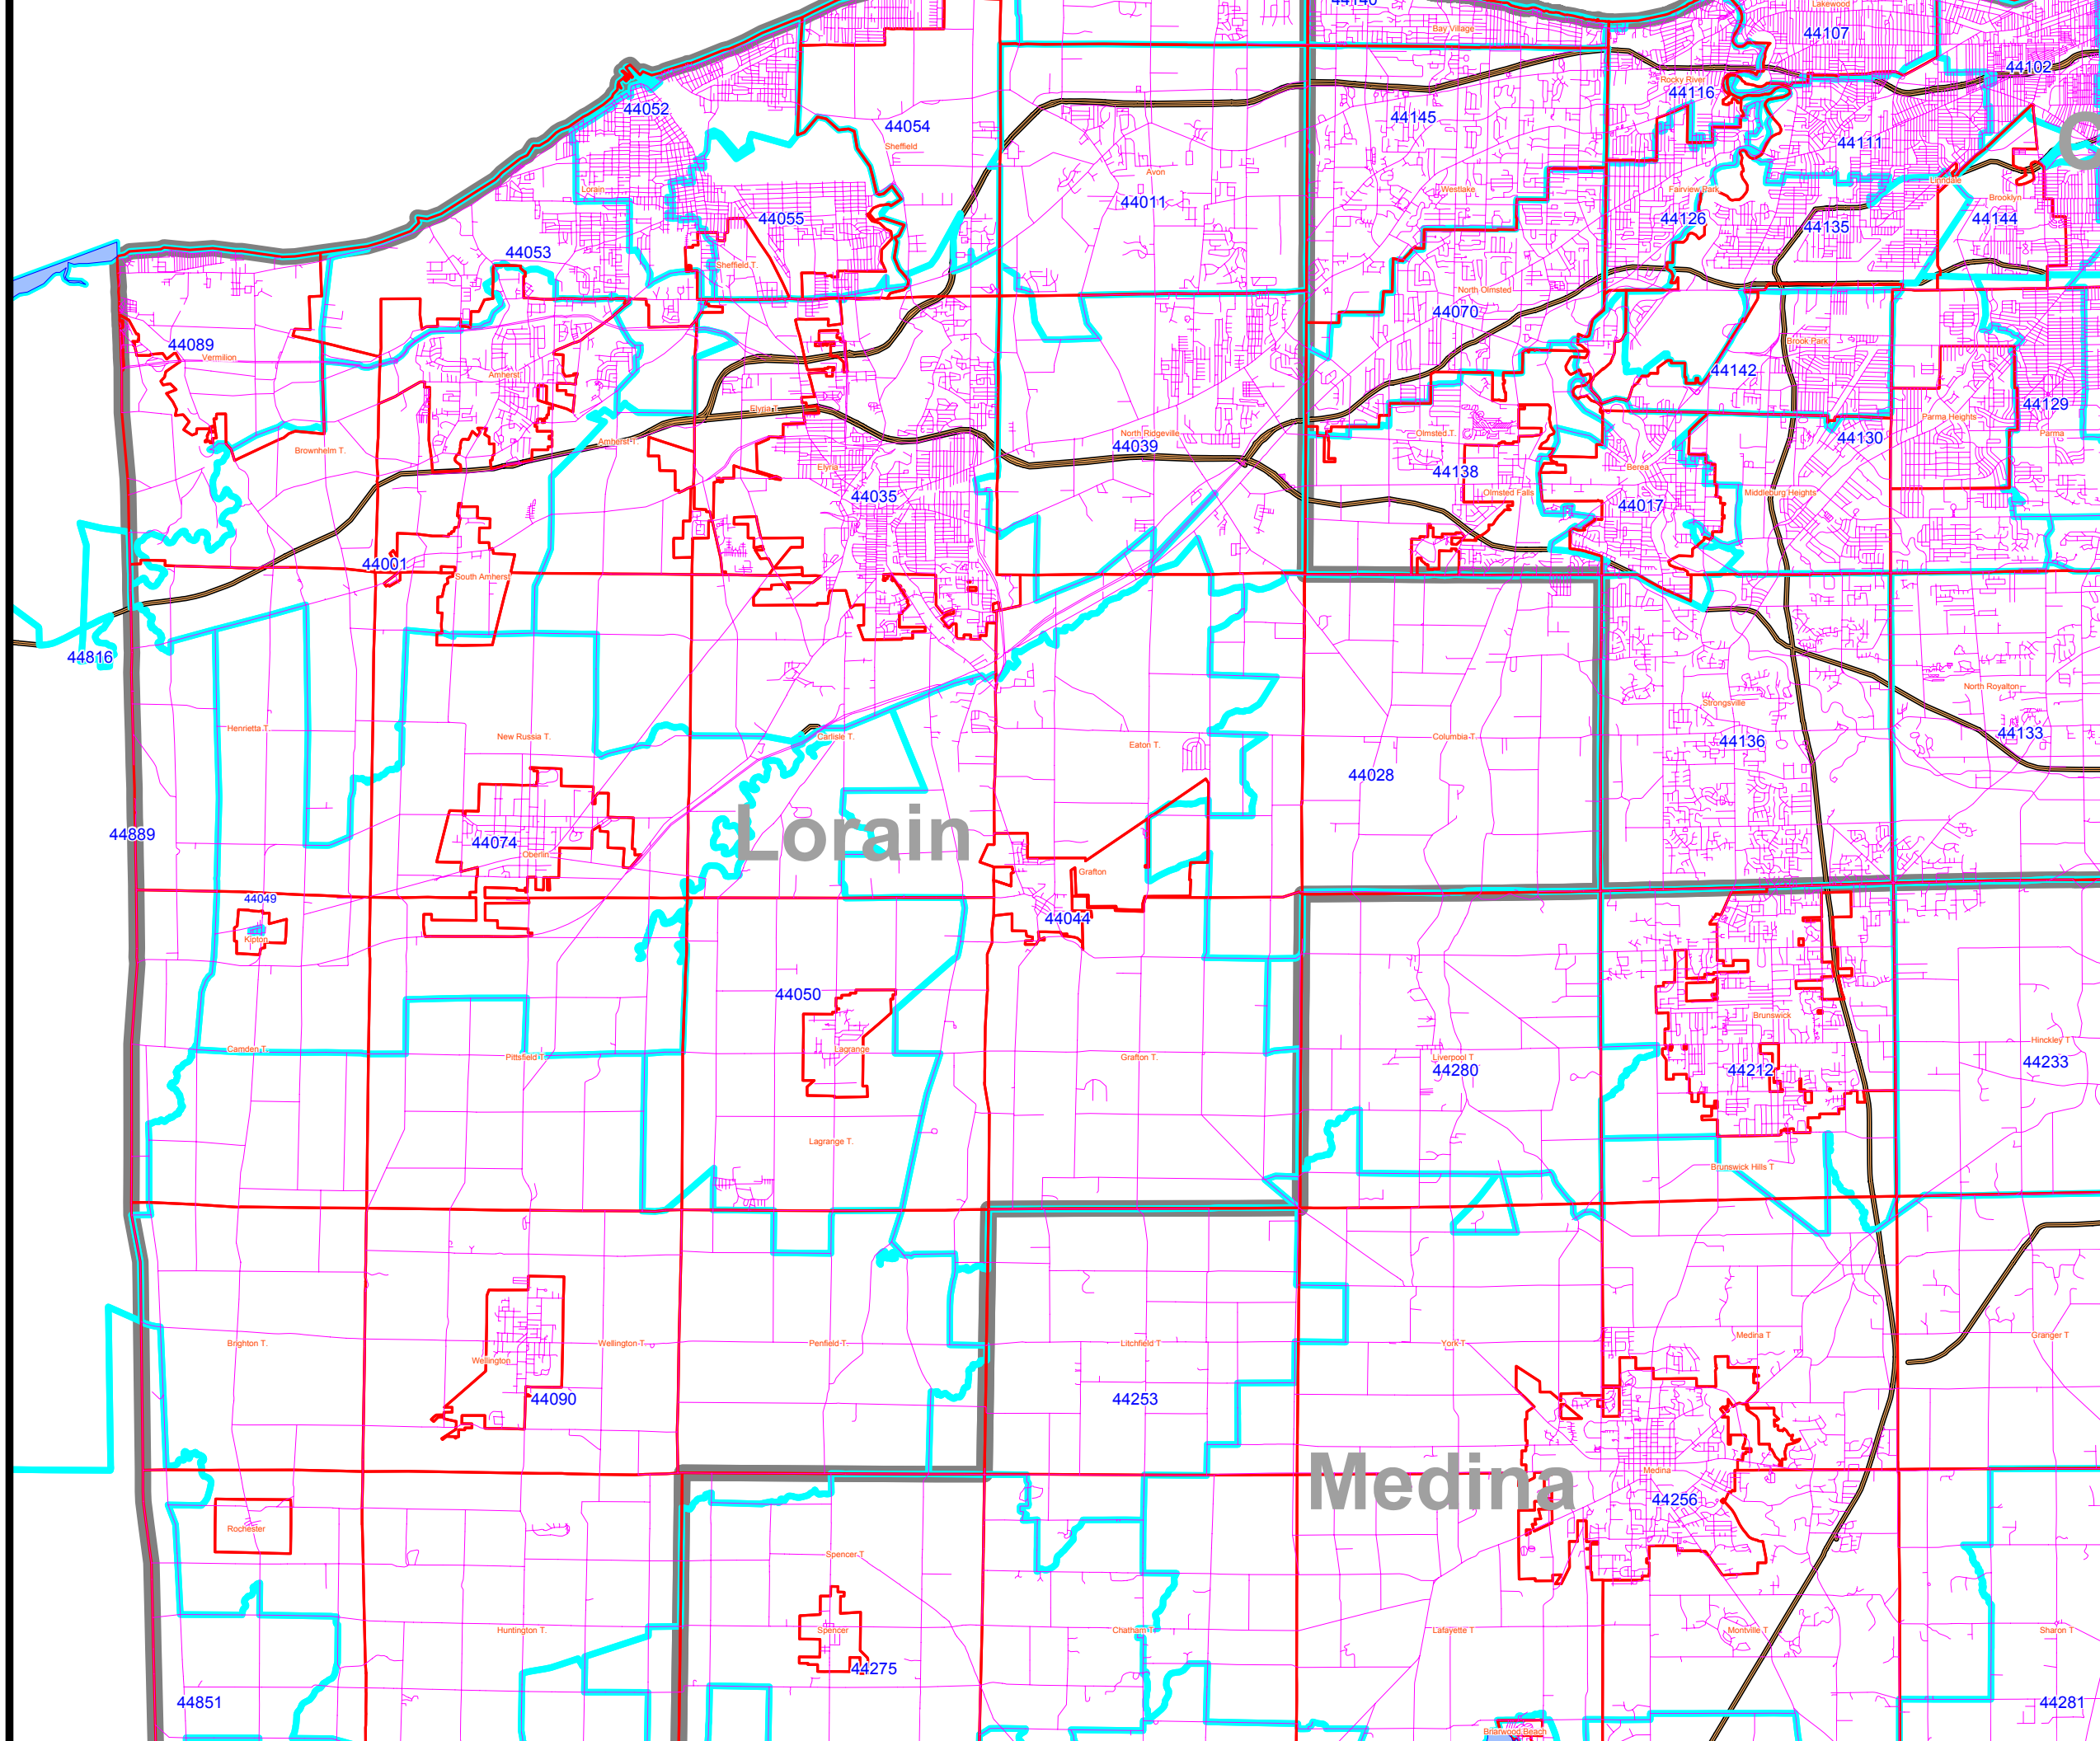 44140
Lakewood
Bay Village
44107
44102
Rocky River
44116
44052
44145
44054
44111
Sheffield
Avon
Linndale
Lorain
Westlake
Fairview Park
Brooklyn
44011
44055
44126
44144
44135
44053
Sheffield T.
North Olmsted
44070
44089
Vermilion
Brook Park
Amherst
44142
44129
Elyria T.
Parma Heights
Amherst T.
North Ridgeville
Olmsted T.
Parma
44130
44039
Brownhelm T.
Elyria
Berea
44138
44035
Olmsted Falls
Middleburg Heights
44017
44001
South Amherst
44816
North Royalton
Strongsville
Henrietta T.
New Russia T.
Carlisle T.
Eaton T.
Columbia T.
44136
44133
44028
44889
Lorain
44074
Oberlin
Grafton
44049
44044
Kipton
44050
Brunswick
Camden T.
Pittsfield T.
Lagrange
Grafton T.
Liverpool T
Hinckley T
44280
44212
44233
Lagrange T.
Brunswick Hills T
Brighton T.
Wellington T.
Penfield T.
Litchfield T
York T
Medina T
Granger T
Wellington
44090
44253
Medina
Medina
44256
Rochester
Spencer T
Huntington T.
Spencer
Chatham T
Lafayette T
Montville T
Sharon T
44275
44851
44281
Briarwood Beach